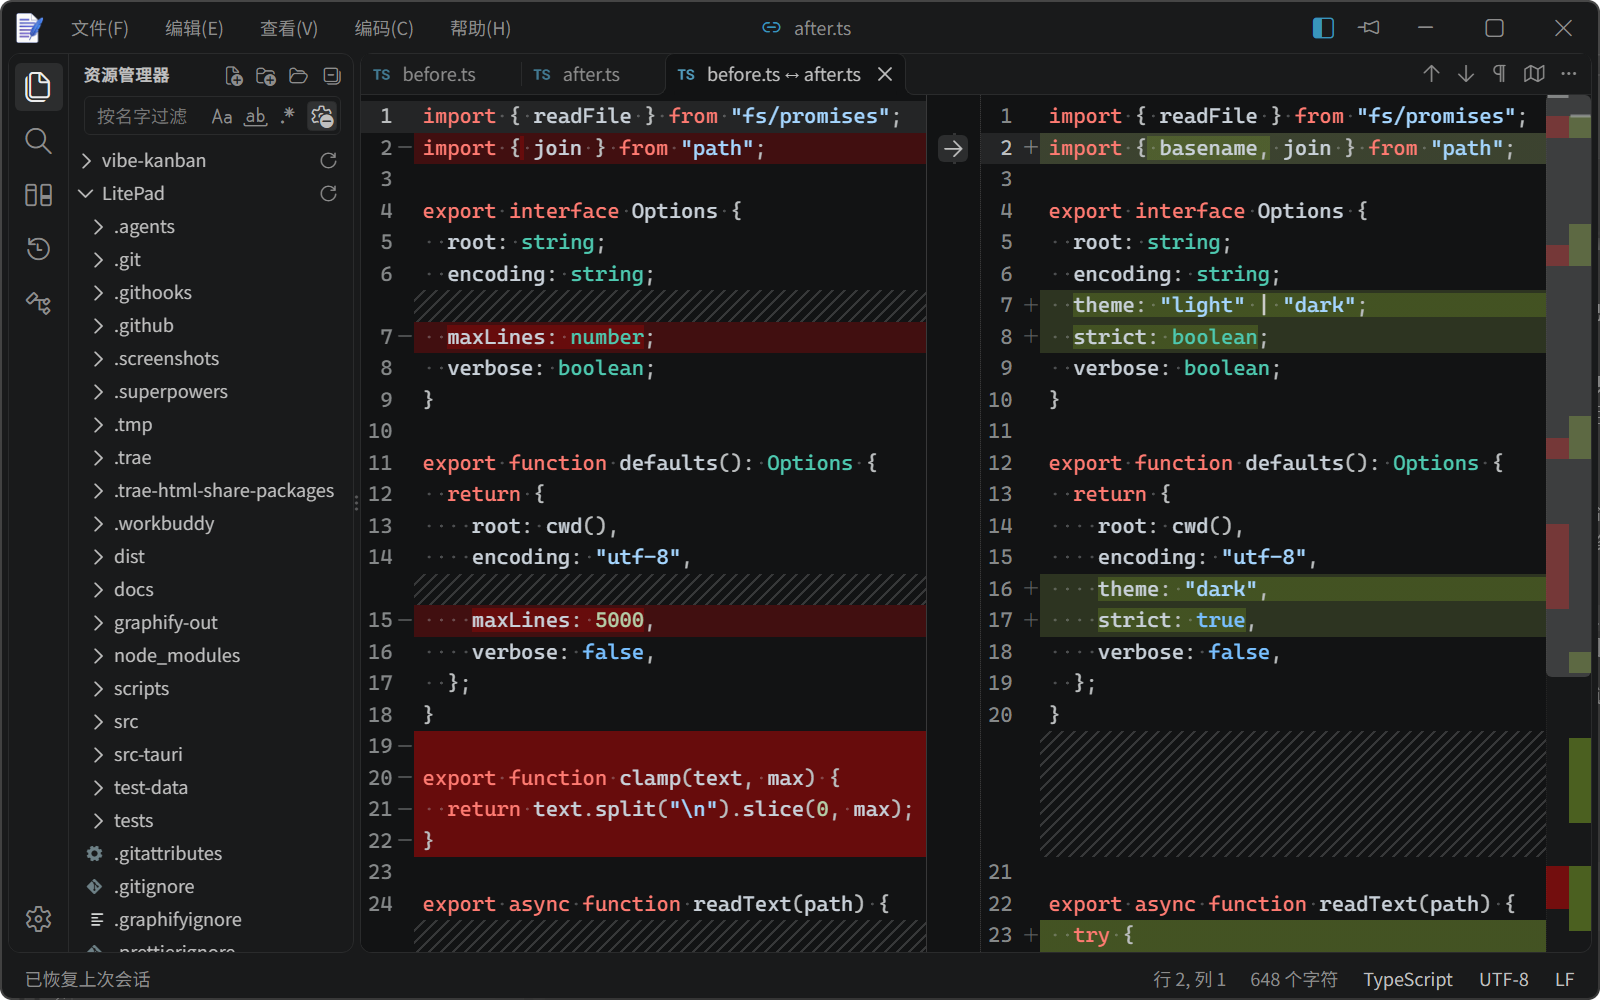 文件(F) 编辑(E) 查看(V) 编码(C) 帮助(H) after.ts
资源管理器
按名字过滤 Aa ab .*
vibe-kanban
LitePad
.agents
.git
.githooks
.github
.screenshots
.superpowers
.tmp
.trae
.trae-html-share-packages
.workbuddy
dist
docs
graphify-out
node_modules
scripts
src
src-tauri
test-data
tests
.gitattributes
.gitignore
.graphifyignore
.prettierignore
TS before.ts TS after.ts TS before.ts↔after.ts
1 import { readFile } from "fs/promises";
2 import { join } from "path";
3
4 export interface Options {
5 root: string;
6 encoding: string;
7 maxLines: number;
8 verbose: boolean;
9 }
10
11 export function defaults(): Options {
12 return {
13 root: cwd(),
14 encoding: "utf-8",
15 maxLines: 5000,
16 verbose: false,
17 };
18 }
19
20 export function clamp(text, max) {
21 return text.split("\n").slice(0, max);
22 }
23
24 export async function readText(path) {
1 import { readFile } from "fs/promises";
2 + import { basename, join } from "path";
3
4 export interface Options {
5 root: string;
6 encoding: string;
7 + theme: "light" | "dark";
8 + strict: boolean;
9 verbose: boolean;
10 }
11
12 export function defaults(): Options {
13 return {
14 root: cwd(),
15 encoding: "utf-8",
16 + theme: "dark",
17 + strict: true,
18 verbose: false,
19 };
20 }
21
22 export async function readText(path) {
23 + try {
已恢复上次会话 行 2, 列 1 648 个字符 TypeScript UTF-8 LF